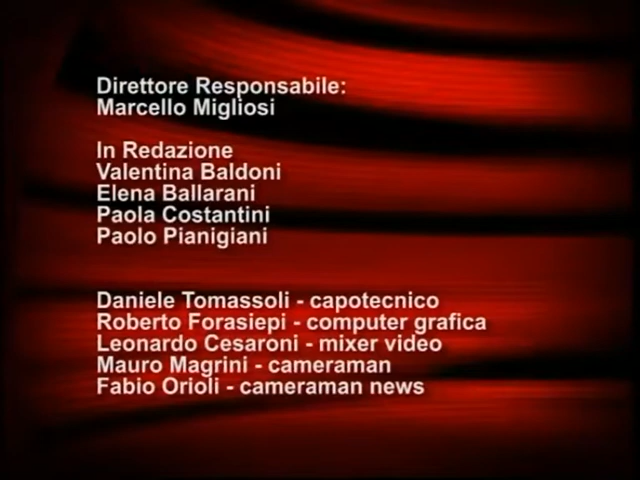 Direttore Responsabile:
Marcello Migliosi
In Redazione
Valentina Baldoni
Elena Ballarani
Paola Costantini
Paolo Pianigiani
Daniele Tomassoli - capotecnico
Roberto Forasiepi - computer grafica
Leonardo Cesaroni - mixer video
Mauro Magrini - cameraman
Fabio Orioli - cameraman news